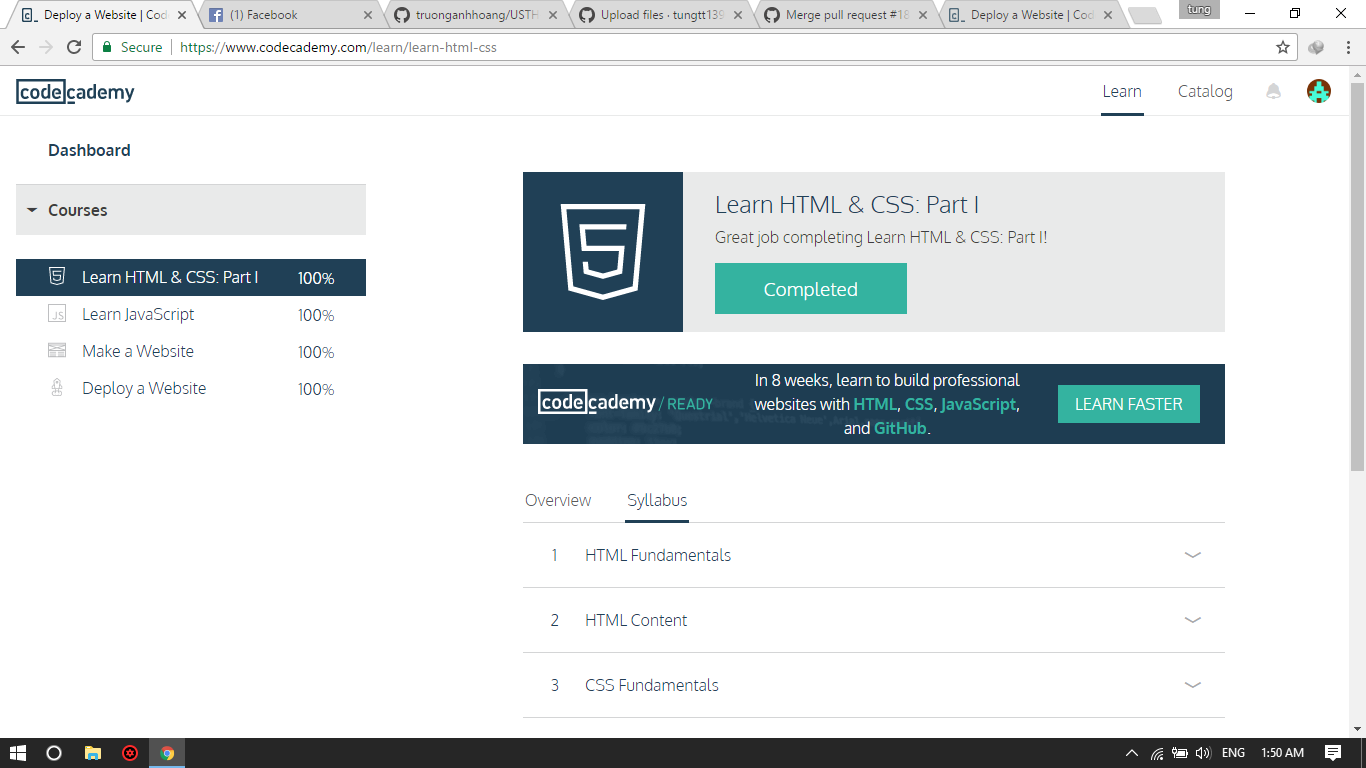 Deploy a Website | Cod
(1) Facebook
truonganhhoang/USTH
Upload files · tungtt139
Merge pull request #18
Deploy a Website | Cod
tung
Secure
https://www.codecademy.com/learn/learn-html-css
codecademy
Learn
Catalog
Dashboard
Courses
Learn HTML & CSS: Part I 100%
JS Learn JavaScript 100%
Make a Website 100%
Deploy a Website 100%
Learn HTML & CSS: Part I
Great job completing Learn HTML & CSS: Part I!
Completed
codecademy / READY
In 8 weeks, learn to build professional
websites with HTML, CSS, JavaScript,
and GitHub.
LEARN FASTER
Overview
Syllabus
1 HTML Fundamentals
2 HTML Content
3 CSS Fundamentals
ENG
1:50 AM